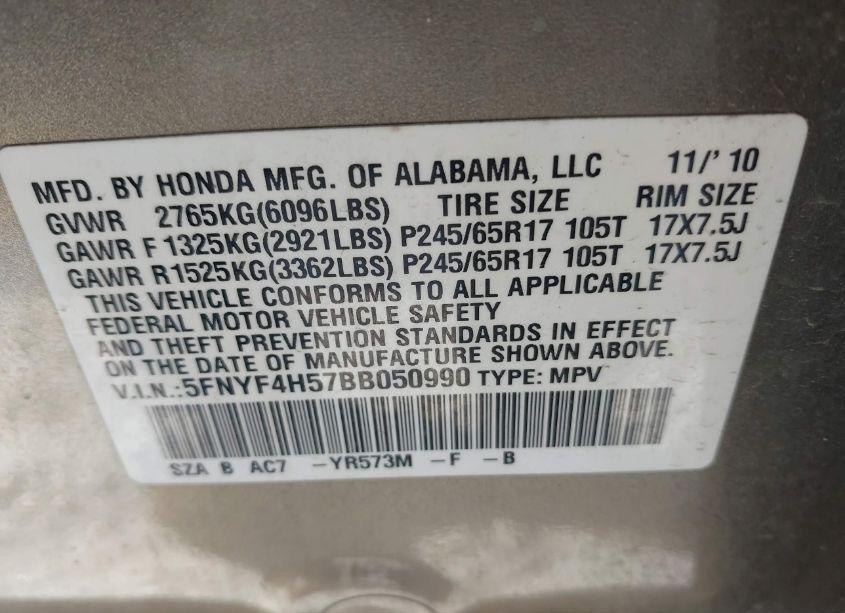 MFD. BY HONDA MFG. OF ALABAMA, LLC 11/' 10
GVWR 2765KG(6096LBS) TIRE SIZE RIM SIZE
GAWR F1325KG(2921LBS) P245/65R17 105T 17X7.5J
GAWR R1525KG(3362LBS) P245/65R17 105T 17X7.5J
THIS VEHICLE CONFORMS TO ALL APPLICABLE
FEDERAL MOTOR VEHICLE SAFETY
AND THEFT PREVENTION STANDARDS IN EFFECT
ON THE DATE OF MANUFACTURE SHOWN ABOVE.
V.I.N.:5FNYF4H57BB050990 TYPE: MPV
SZA B AC7 -YR573M -F -B